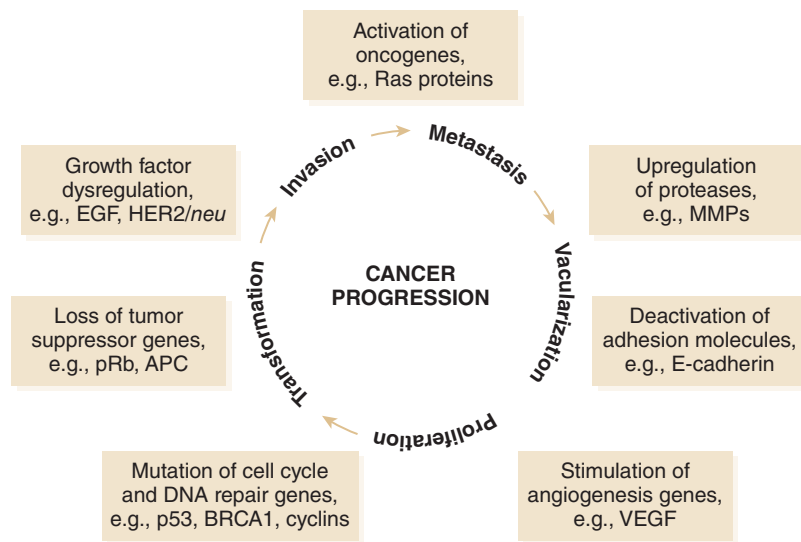 Activation of
oncogenes,
e.g., Ras proteins
Growth factor
dysregulation,
e.g., EGF, HER2/neu
Invasion
Metastasis
Upregulation
of proteases,
e.g., MMPs
CANCER
PROGRESSION
Loss of tumor
suppressor genes,
e.g., pRb, APC
Transformation
Vacularization
Deactivation of
adhesion molecules,
e.g., E-cadherin
Proliferation
Mutation of cell cycle
and DNA repair genes,
e.g., p53, BRCA1, cyclins
Stimulation of
angiogenesis genes,
e.g., VEGF